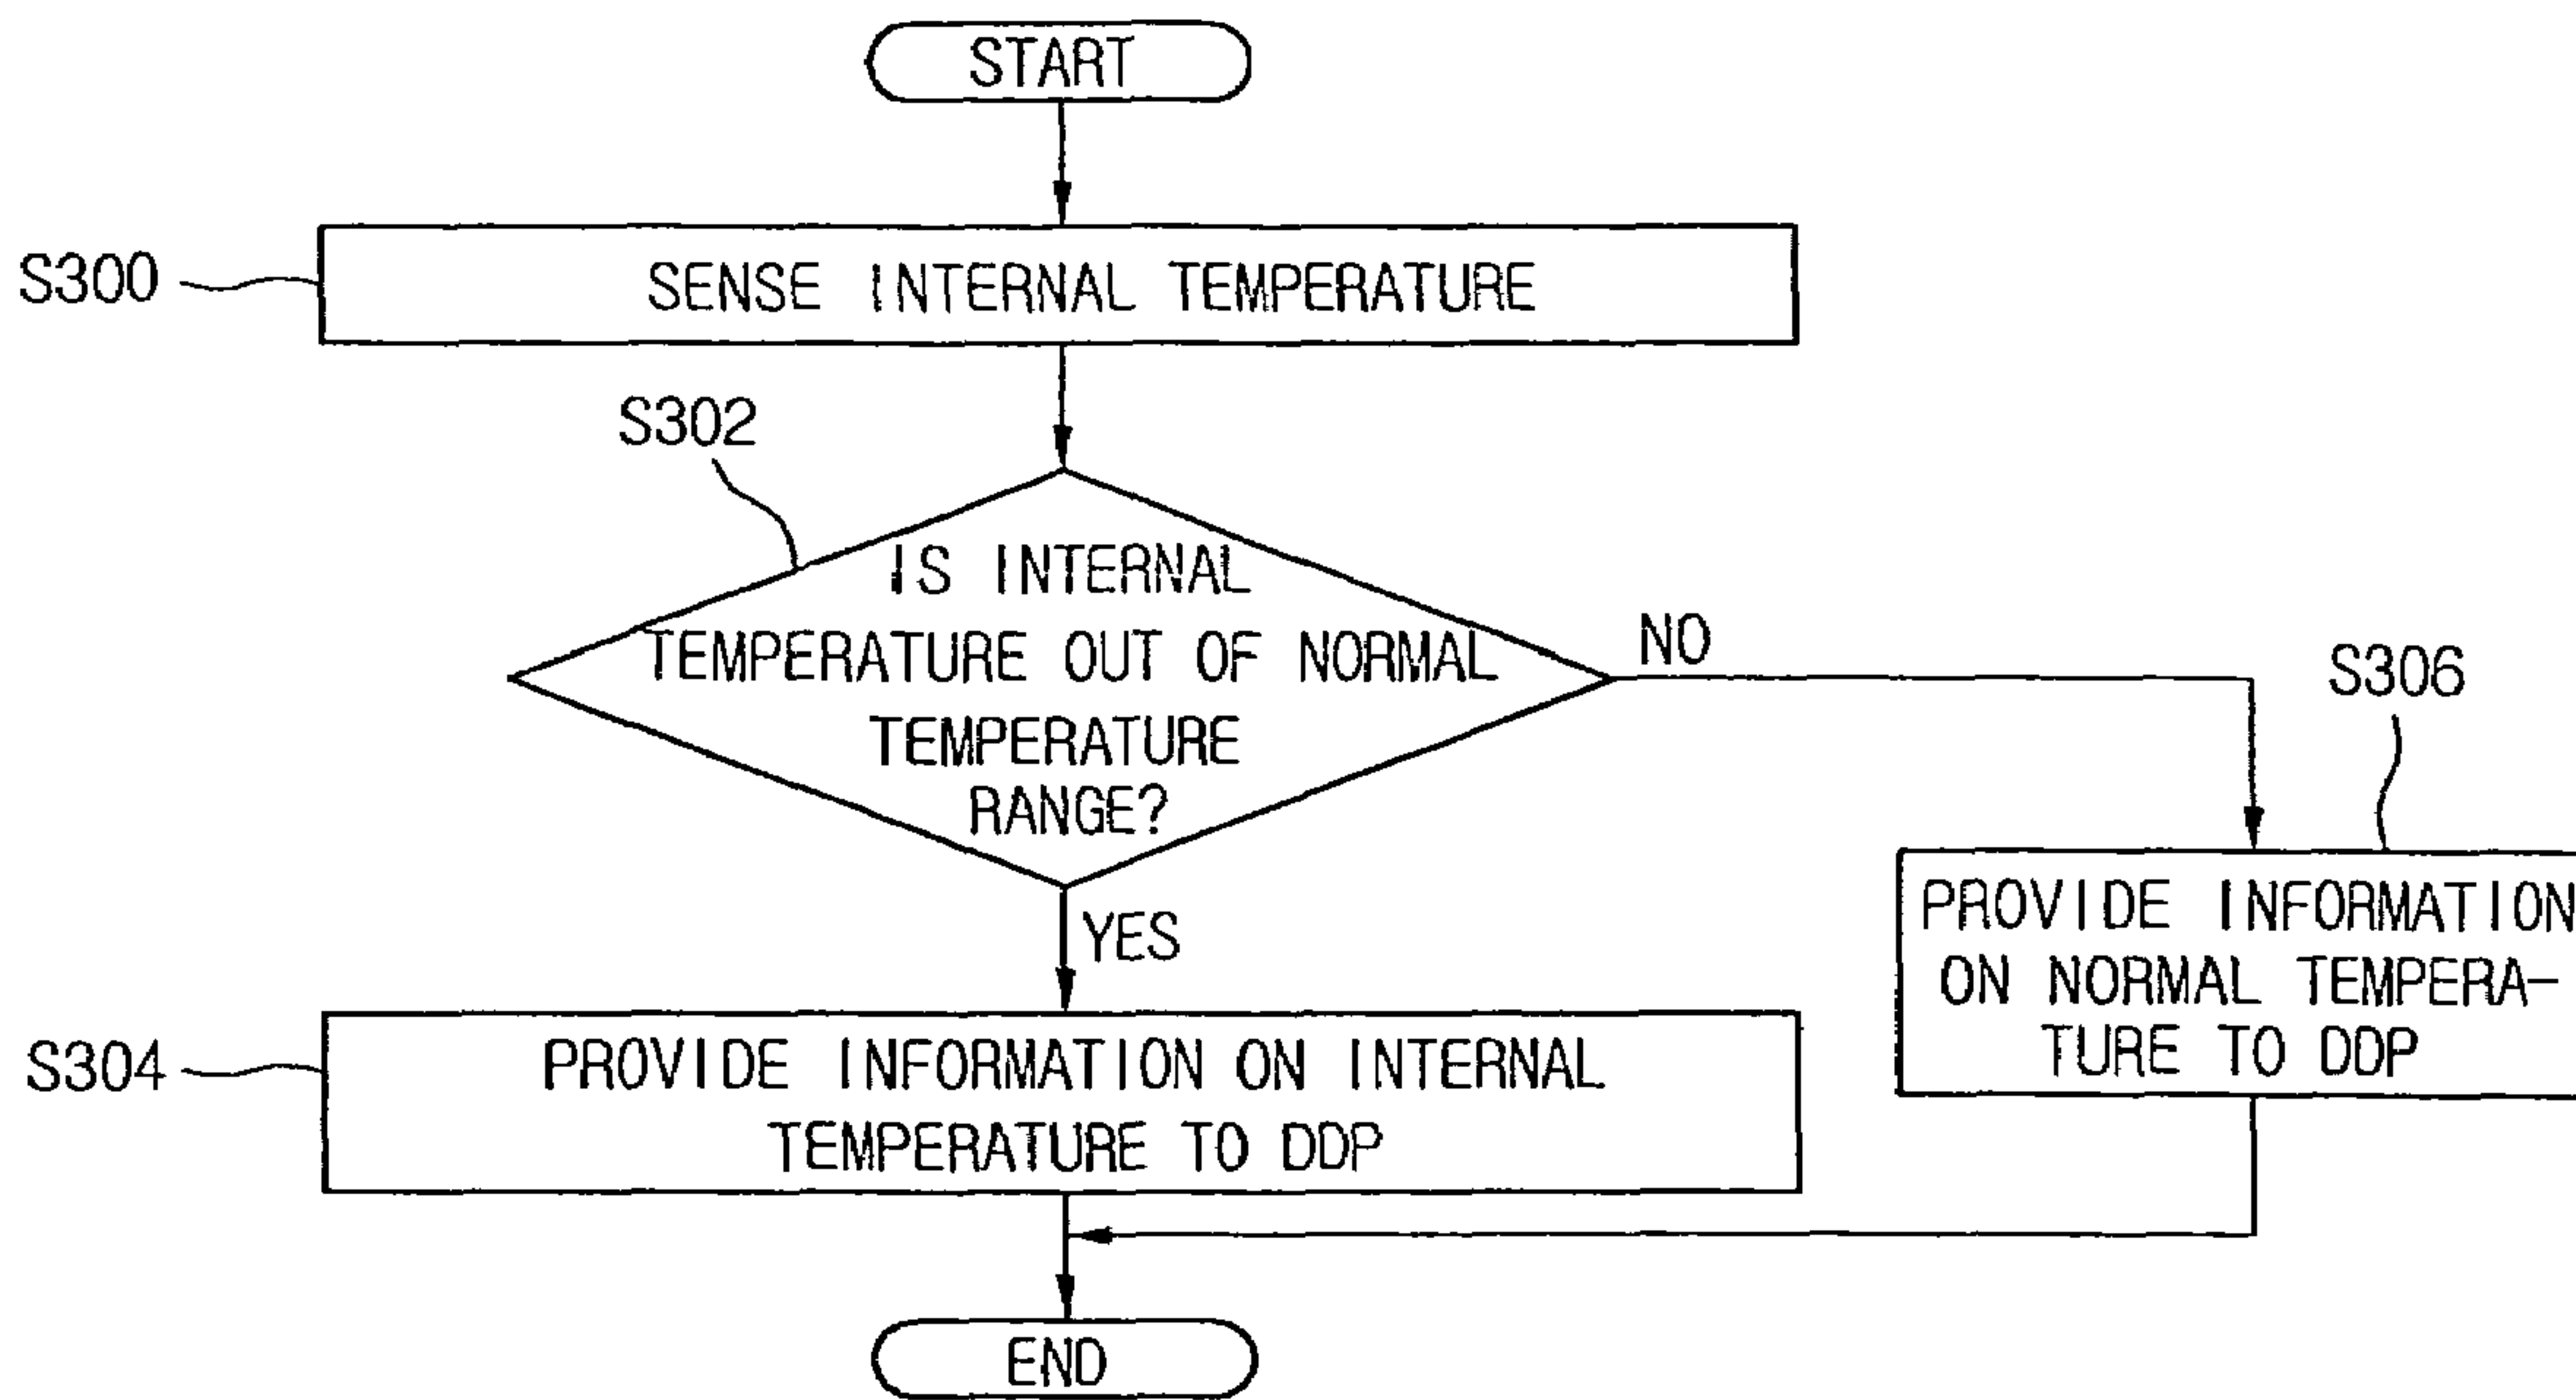 START
S300
SENSE INTERNAL TEMPERATURE
S302
IS INTERNAL
TEMPERATURE OUT OF NORMAL
TEMPERATURE
RANGE?
NO
S306
PROVIDE INFORMATION
ON NORMAL TEMPERA-
TURE TO DDP
YES
S304
PROVIDE INFORMATION ON INTERNAL
TEMPERATURE TO DDP
END